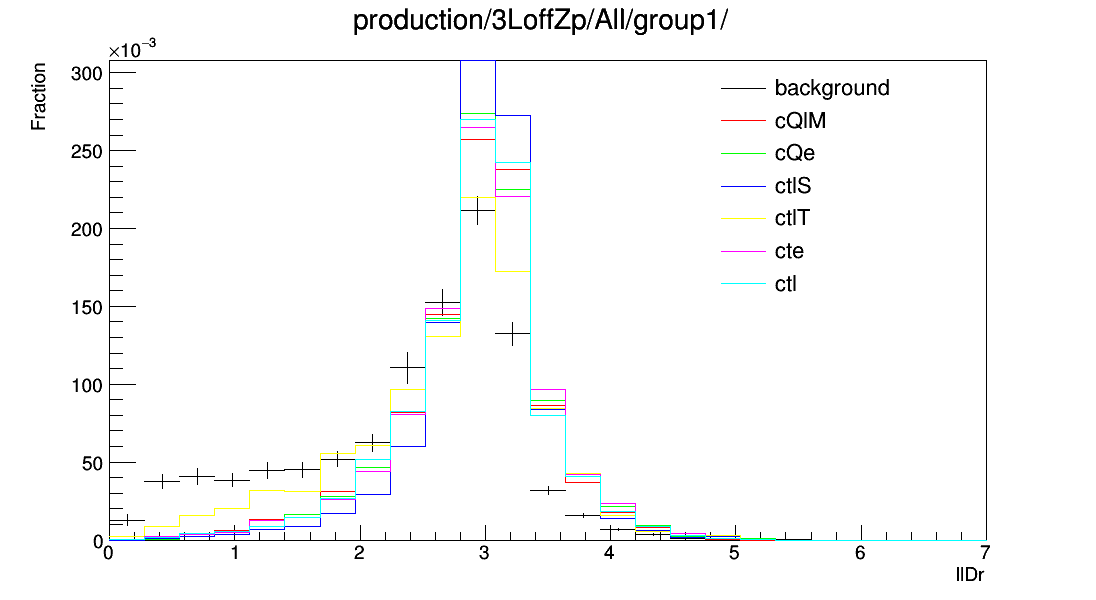 production/3LoffZp/All/group1/
×10⁻³
Fraction
300
250
200
150
100
50
0
background
cQlM
cQe
ctlS
ctlT
cte
ctl
0 1 2 3 4 5 6 7
llDr